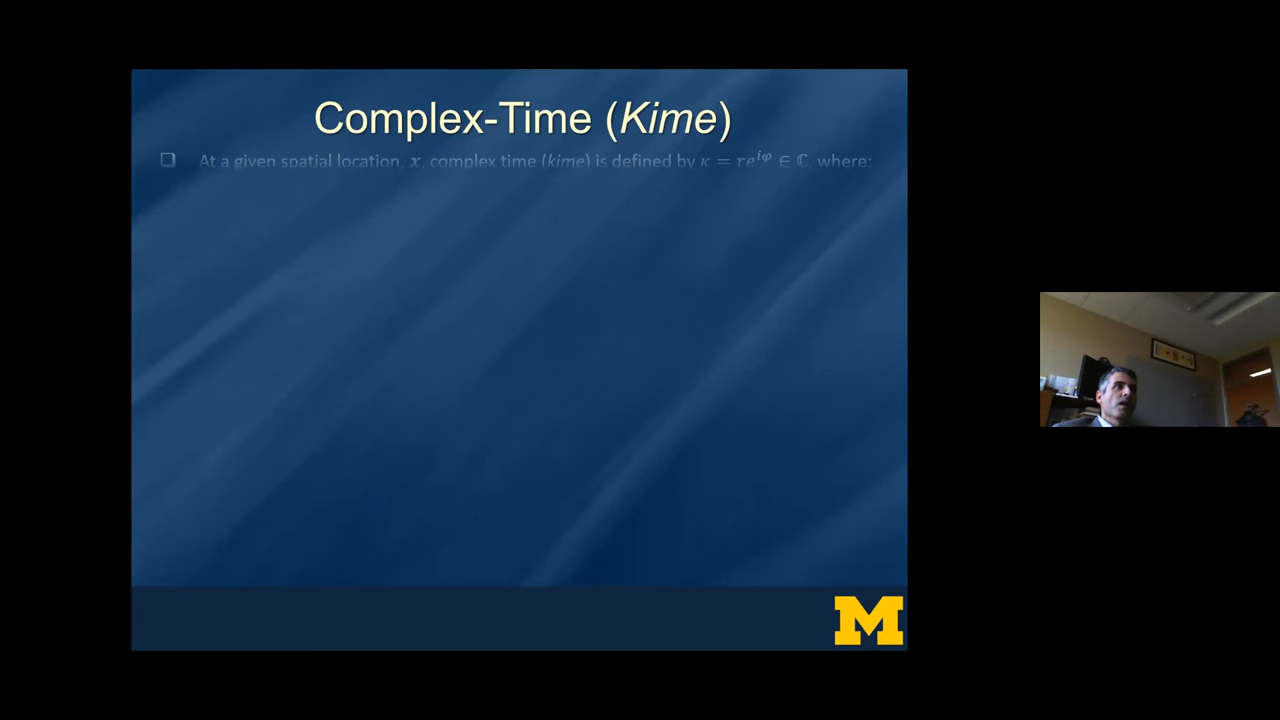 Complex-Time (Kime)
❑ At a given spatial location, x, complex time (kime) is defined by κ = re^{iφ} ∈ ℂ, where:
M